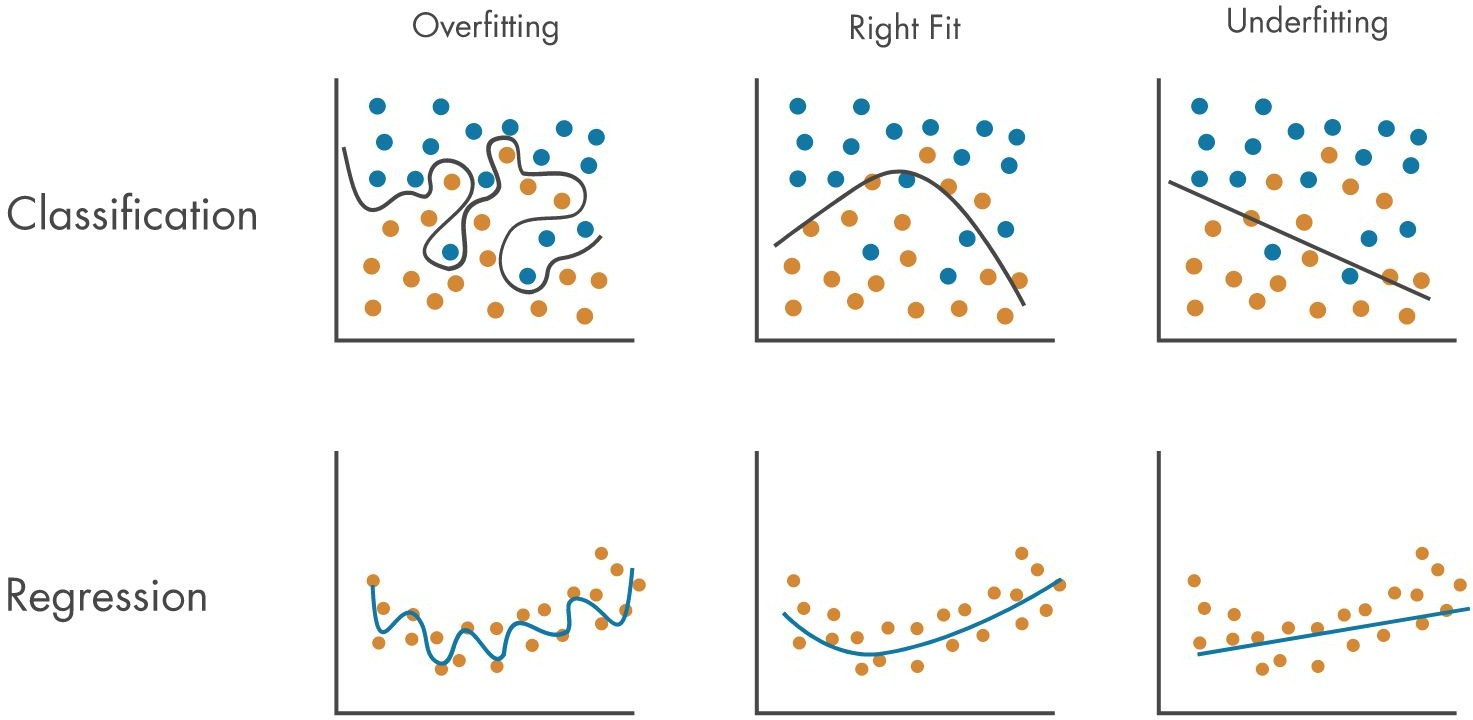 Overfitting
Right Fit
Underfitting
Classification
Regression